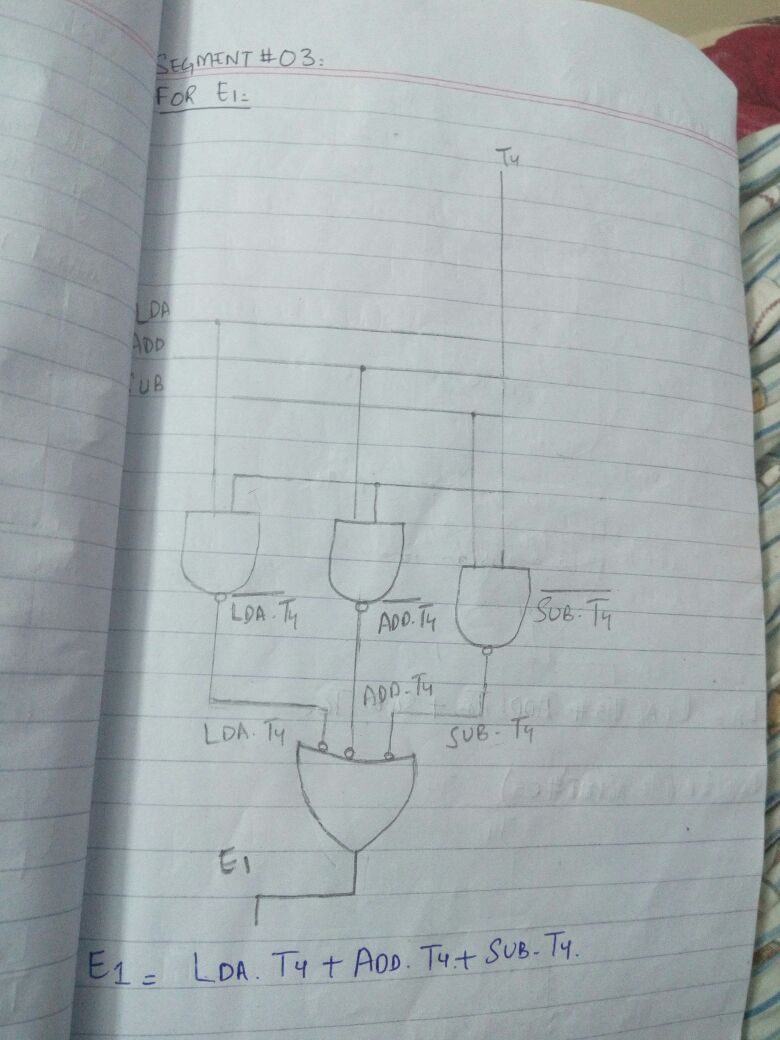 SEGMENT #03:
FOR E1:
T4
LDA
ADD
SUB
LDA. T4
ADD. T4
SUB. T4
ADD. T4
LDA. T4
SUB. T4
E1
E1 = LDA. T4 + ADD. T4 + SUB. T4.